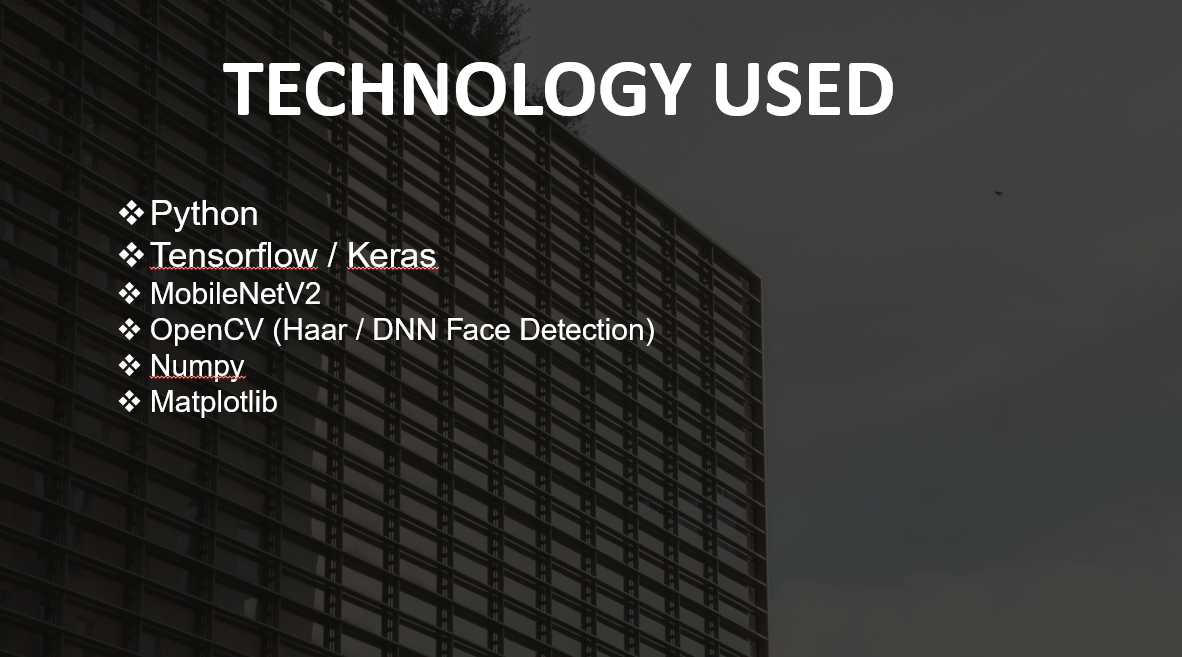 TECHNOLOGY USED
❖Python
❖Tensorflow / Keras
❖ MobileNetV2
❖ OpenCV (Haar / DNN Face Detection)
❖ Numpy
❖ Matplotlib